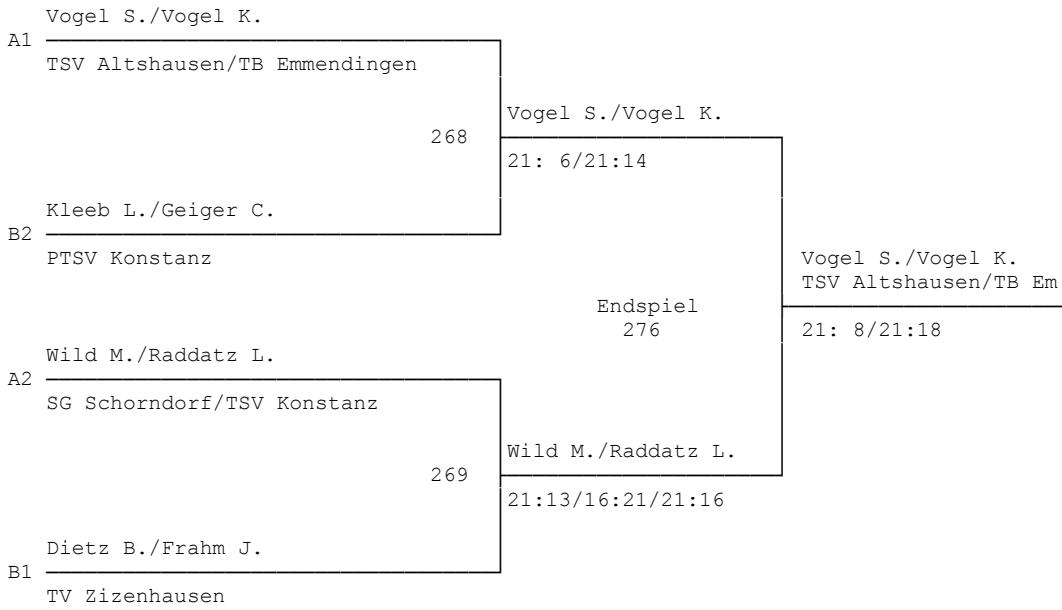 Vogel S./Vogel K.
A1
TSV Altshausen/TB Emmendingen
Vogel S./Vogel K.
268
21: 6/21:14
Kleeb L./Geiger C.
B2
PTSV Konstanz
Vogel S./Vogel K.
TSV Altshausen/TB Em
Endspiel
276
21: 8/21:18
Wild M./Raddatz L.
A2
SG Schorndorf/TSV Konstanz
Wild M./Raddatz L.
269
21:13/16:21/21:16
Dietz B./Frahm J.
B1
TV Zizenhausen